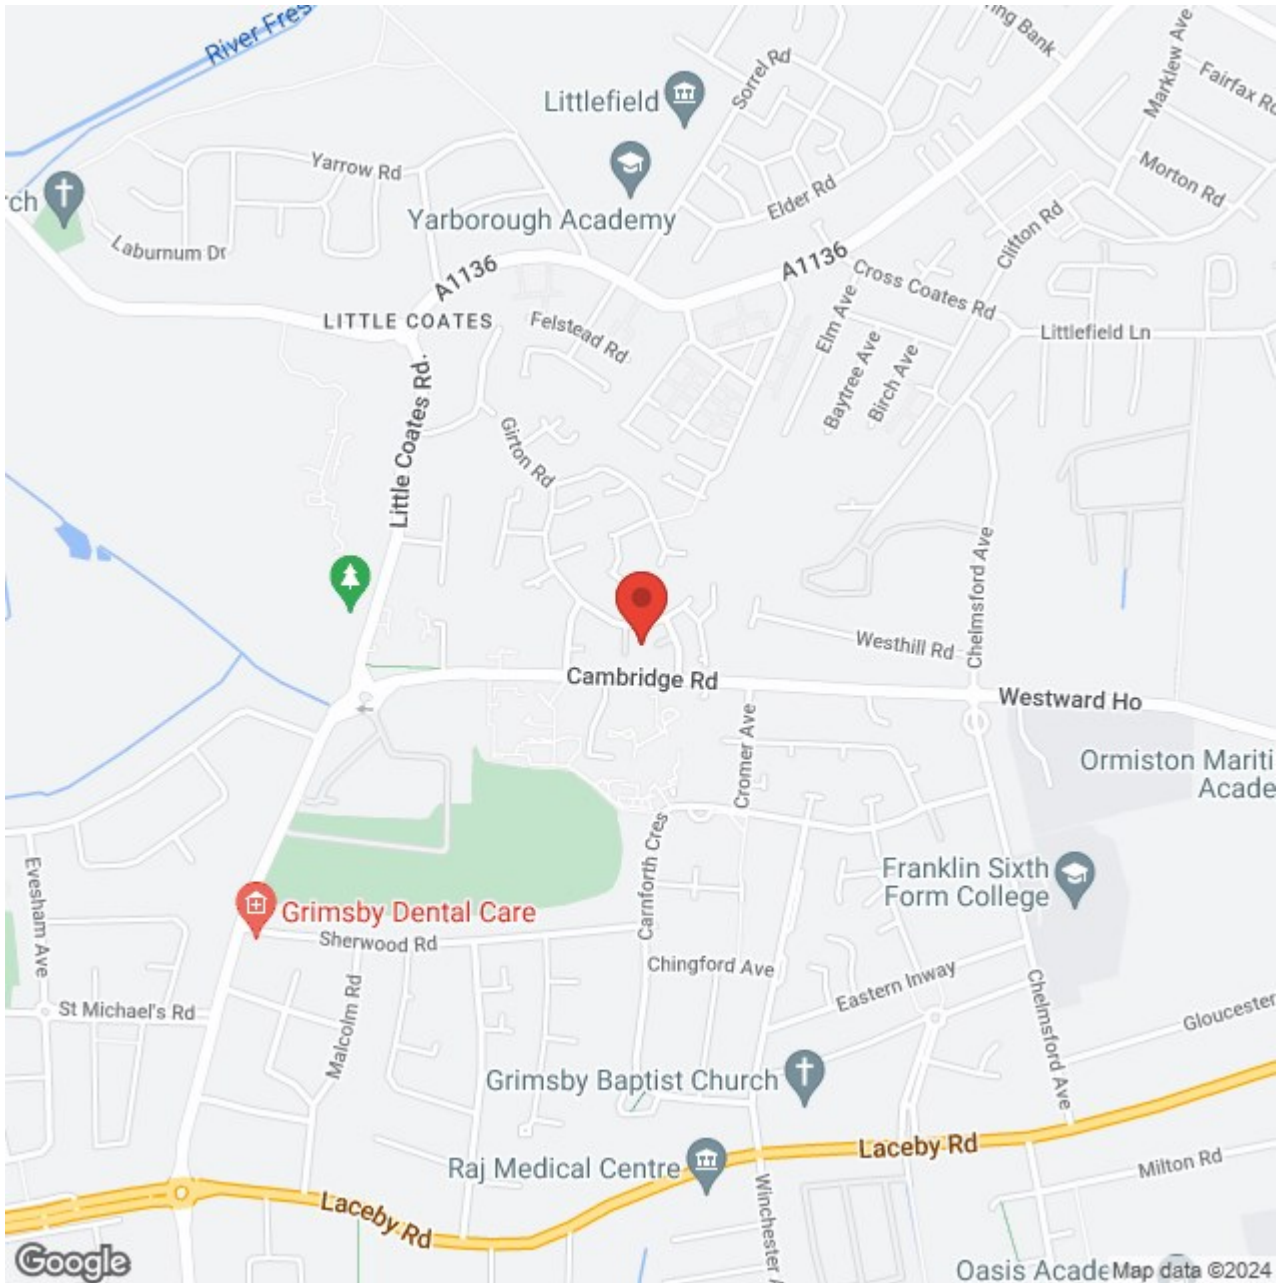 River Fres
ring Bank
Marklew Ave
Fairfax Rd
Sorrel Rd
Littlefield
Yarrow Rd
Yarborough Academy
Elder Rd
Morton Rd
rch
Laburnum Dr
Clifton Rd
A1136
A1136
Cross Coates Rd
LITTLE COATES
Felstead Rd
Elm Ave
Littlefield Ln
Baytree Ave
Birch Ave
Little Coates Rd.
Girton Rd
Chelmsford Ave
Westhill Rd
Cambridge Rd
Westward Ho
Cromer Ave
Ormiston Mariti
Acade
Carnforth Cres
Franklin Sixth
Form College
Evesham Ave
Grimsby Dental Care
Sherwood Rd
Chingford Ave
Malcolm Rd
Eastern Inway
St Michael's Rd
Chelmsford Ave
Gloucester
Grimsby Baptist Church
Laceby Rd
Raj Medical Centre
Milton Rd
Winchester A
Laceby Rd
Google
Oasis Acade
Map data ©2024